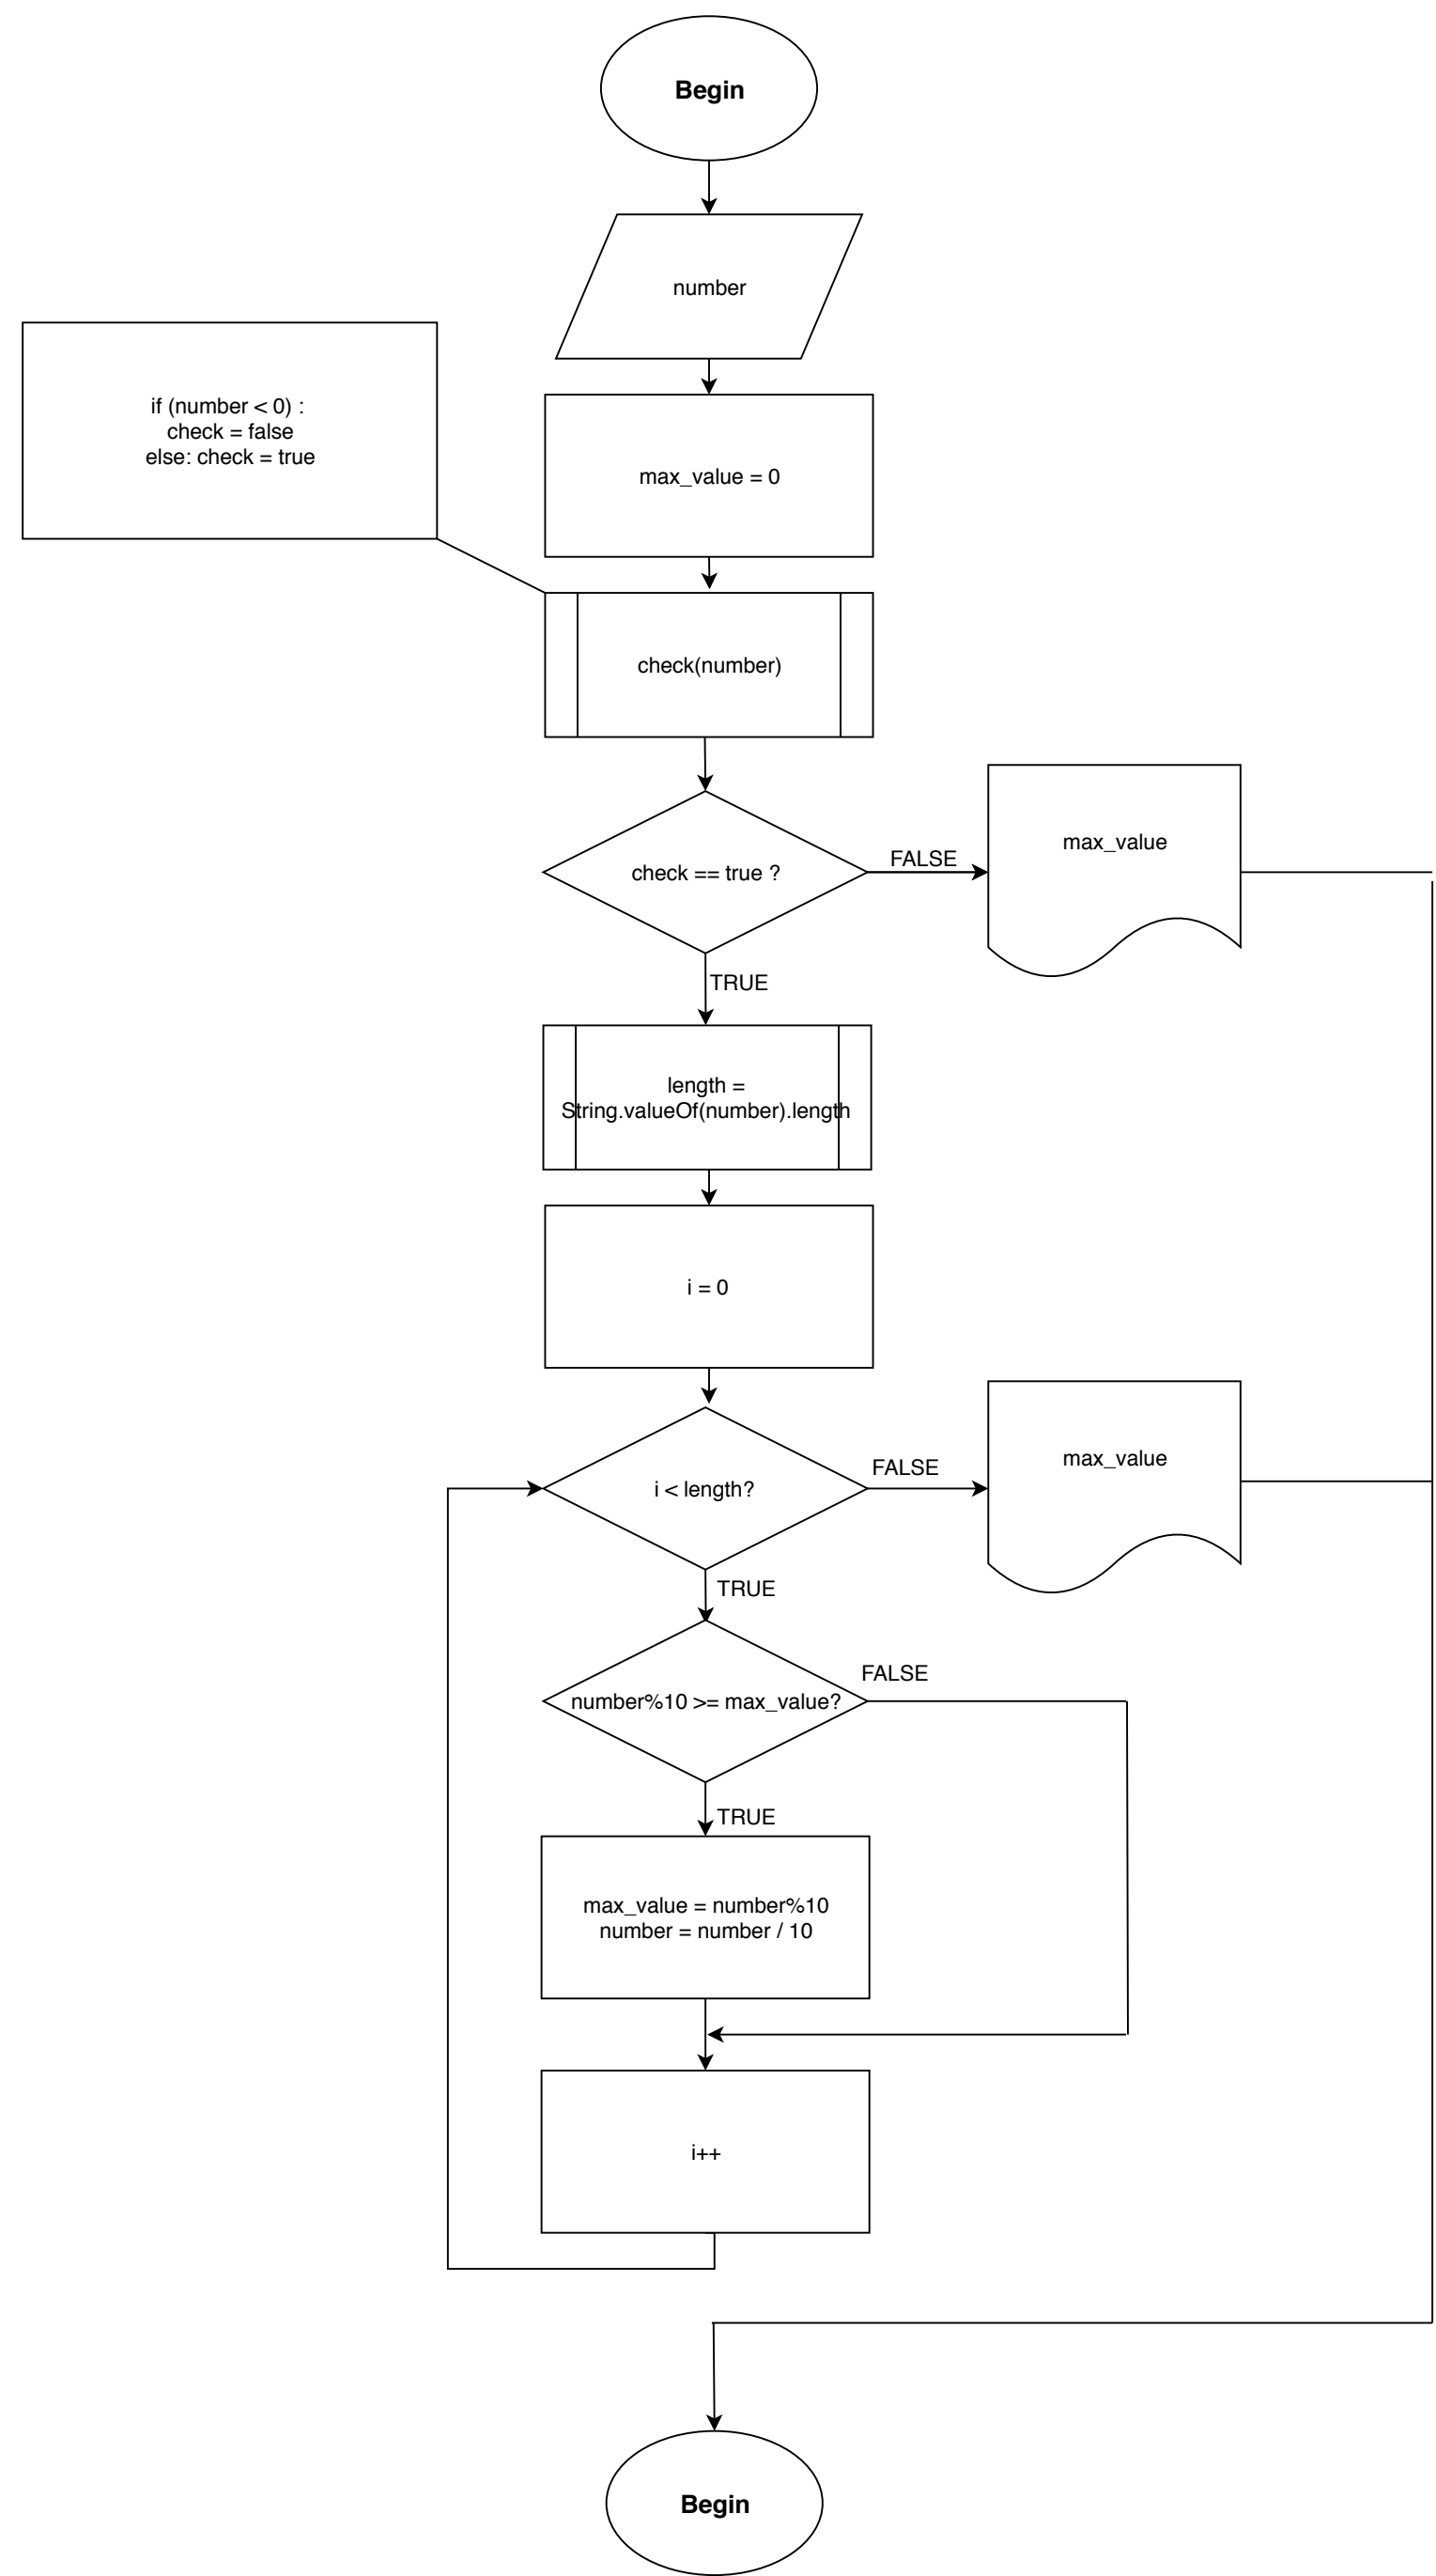 Begin
number
if (number < 0) :
check = false
else: check = true
max_value = 0
check(number)
check == true ?
FALSE
max_value
TRUE
length =
String.valueOf(number).length
i = 0
i < length?
FALSE
max_value
TRUE
number%10 >= max_value?
FALSE
TRUE
max_value = number%10
number = number / 10
i++
Begin